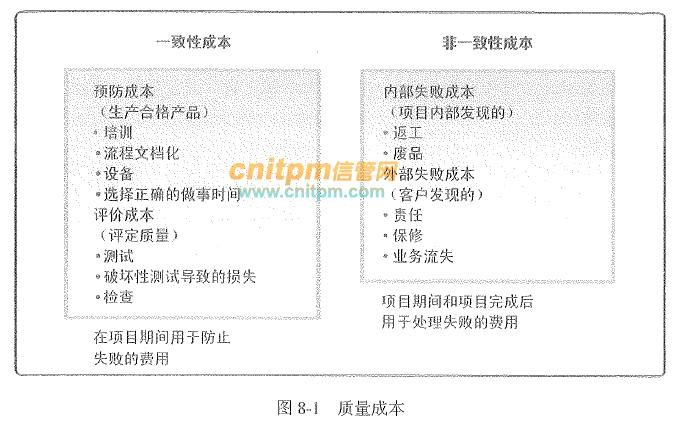 一致性成本
预防成本
（生产合格产品）
•培训
•流程文档化
•设备
•选择正确的做事时间
评价成本
（评定质量）
•测试
•破坏性测试导致的损失
•检查
在项目期间用于防止
失败的费用
非一致性成本
内部失败成本
（项目内部发现的）
•返工
•废品
外部失败成本
（客户发现的）
•责任
•保修
•业务流失
项目期间和项目完成后
用于处理失败的费用
cnitpm信管网
www.cnitpm.com
图 8-1 质量成本